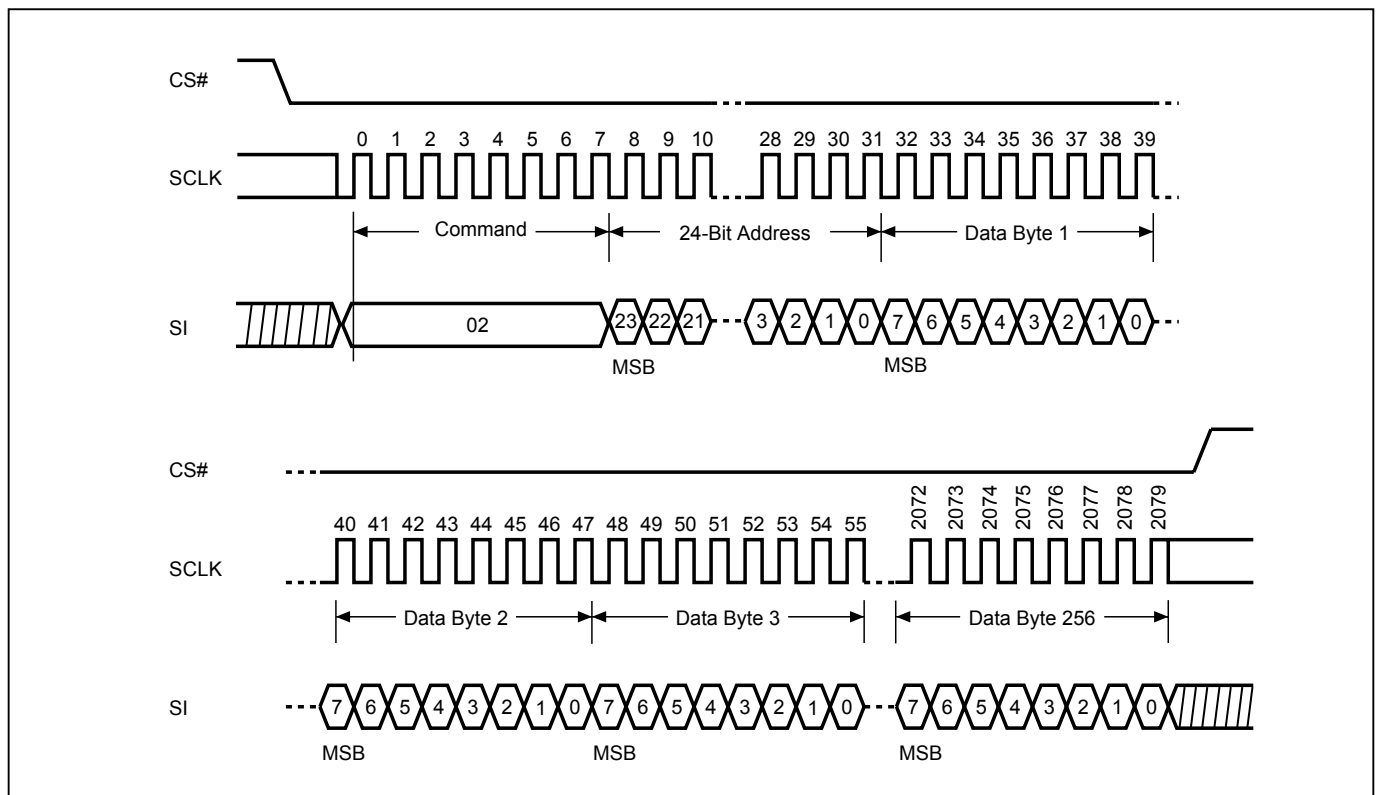 CS#
0 1 2 3 4 5 6 7 8 9 10 28 29 30 31 32 33 34 35 36 37 38 39
SCLK
Command 24-Bit Address Data Byte 1
SI 02 23 22 21 3 2 1 0 7 6 5 4 3 2 1 0
MSB MSB
CS#
2072 2073 2074 2075 2076 2077 2078 2079
40 41 42 43 44 45 46 47 48 49 50 51 52 53 54 55
SCLK
Data Byte 2 Data Byte 3 Data Byte 256
SI 7 6 5 4 3 2 1 0 7 6 5 4 3 2 1 0 7 6 5 4 3 2 1 0
MSB MSB MSB